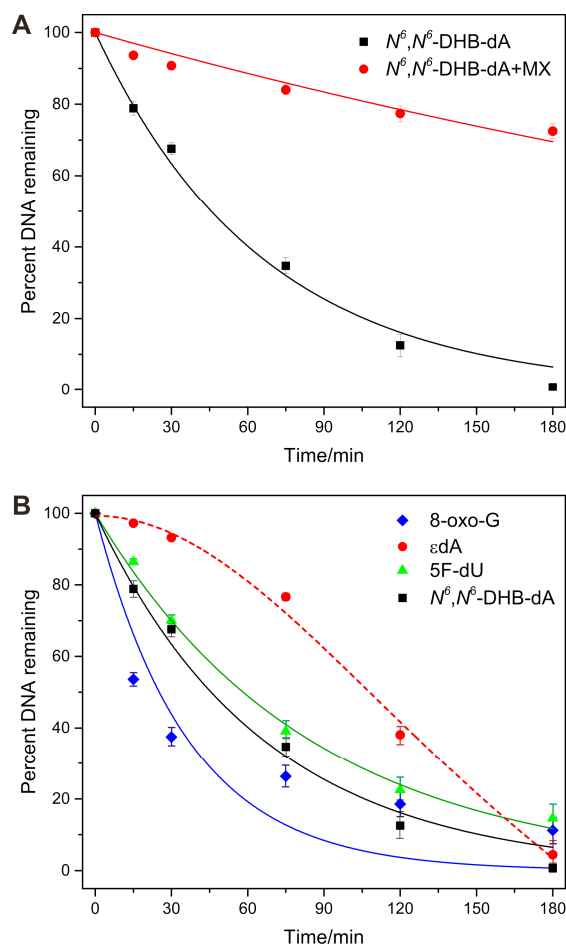 A
N⁶,N⁶-DHB-dA
N⁶,N⁶-DHB-dA+MX
Percent DNA remaining
100
80
60
40
20
0
0 30 60 90 120 150 180
Time/min
B
8-oxo-G
εdA
5F-dU
N⁶,N⁶-DHB-dA
Percent DNA remaining
100
80
60
40
20
0
0 30 60 90 120 150 180
Time/min